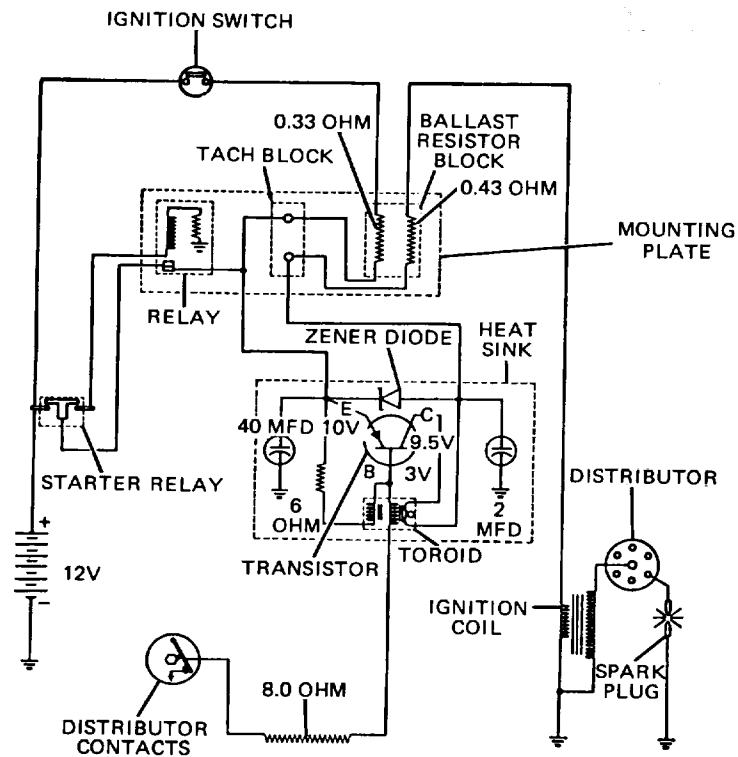 IGNITION SWITCH
0.33 OHM
BALLAST
RESISTOR
BLOCK
TACH BLOCK
0.43 OHM
MOUNTING
PLATE
RELAY
ZENER DIODE
HEAT
SINK
E
C
40 MFD
10V
9.5V
B
3V
STARTER RELAY
6
OHM
2
MFD
DISTRIBUTOR
TOROID
TRANSISTOR
+
12V
–
IGNITION
COIL
SPARK
PLUG
8.0 OHM
DISTRIBUTOR
CONTACTS